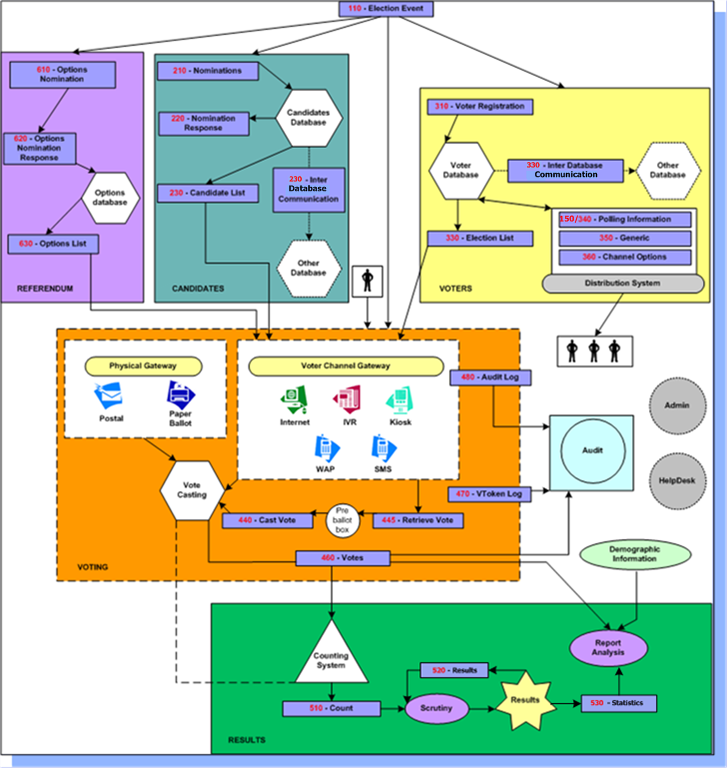 110 - Election Event
610 - Options
Nomination
620 - Options
Nomination
Response
Options
database
630 - Options List
REFERENDUM
210 - Nominations
220 - Nomination
Response
Candidates
Database
230 - Candidate List
230 - Inter
Database
Communication
Other
Database
CANDIDATES
310 - Voter Registration
Voter
Database
330 - Inter Database
Communication
Other
Database
330 - Election List
150/340 - Polling Information
350 - Generic
360 - Channel Options
Distribution System
VOTERS
Physical Gateway
Postal
Paper
Ballot
Voter Channel Gateway
Internet
IVR
Kiosk
WAP
SMS
480 - Audit Log
Audit
Admin
HelpDesk
Vote
Casting
470 - VToken Log
440 - Cast Vote
Pre
ballot
box
445 - Retrieve Vote
460 - Votes
VOTING
Demographic
Information
Counting
System
Report
Analysis
520 - Results
510 - Count
Scrutiny
Results
530 - Statistics
RESULTS